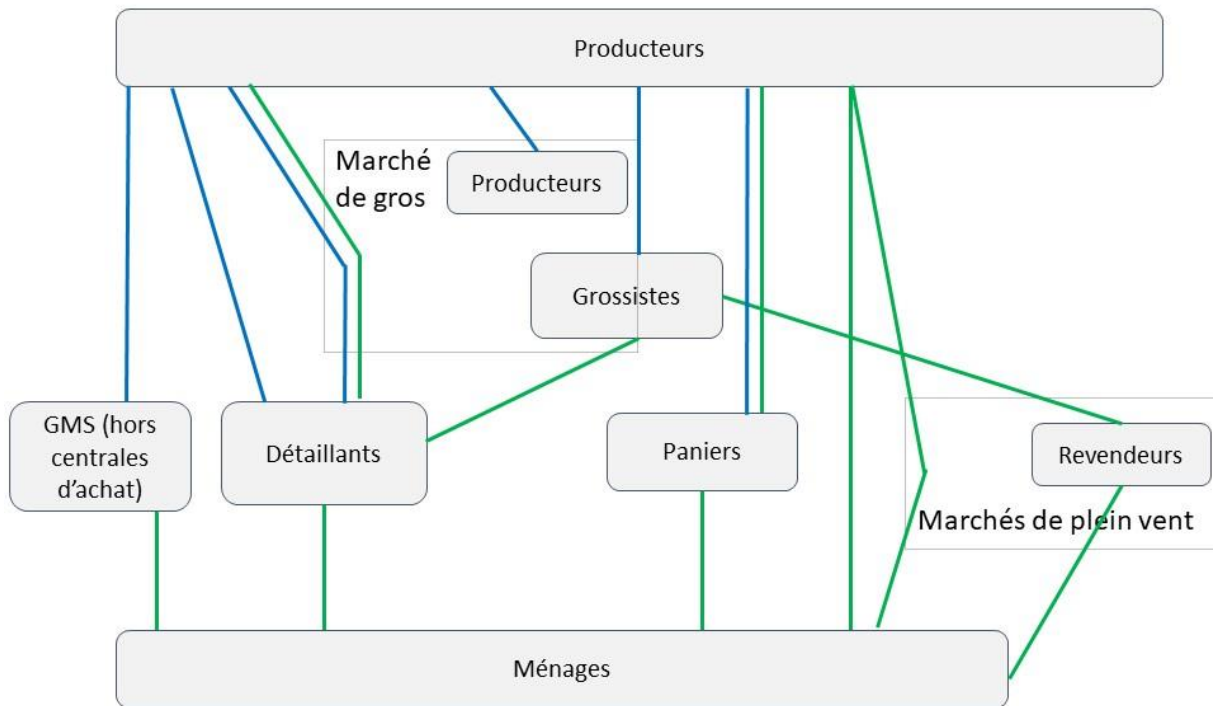 Producteurs
Marché
de gros
Producteurs
Grossistes
GMS (hors
centrales
d’achat)
Détaillants
Paniers
Revendeurs
Marchés de plein vent
Ménages